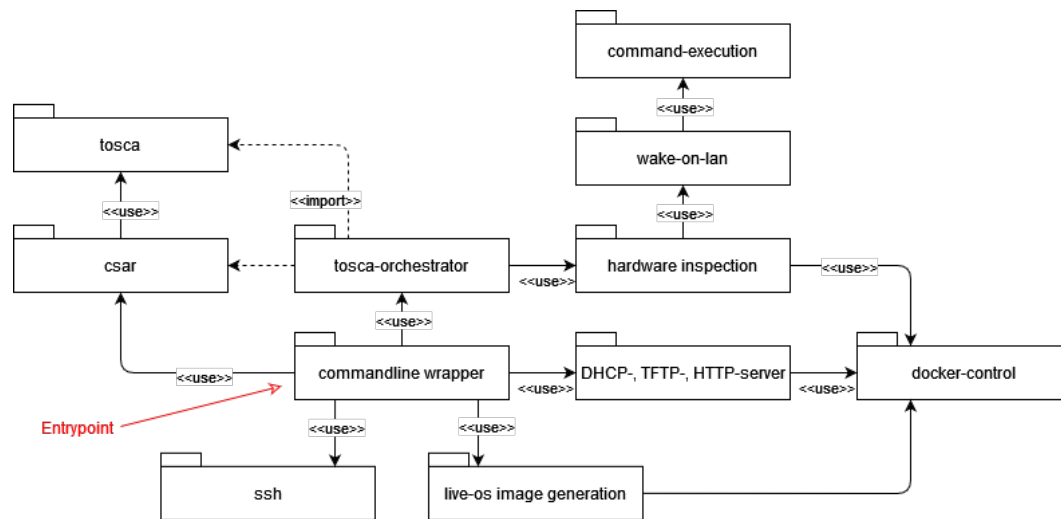 command-execution
<<use>>
tosca
wake-on-lan
<<use>>
<<import>>
<<use>>
csar
tosca-orchestrator
<<use>>
hardware inspection
<<use>>
<<use>>
<<use>>
commandline wrapper
<<use>>
DHCP-, TFTP-, HTTP-server
<<use>>
docker-control
Entrypoint
<<use>>
<<use>>
ssh
live-os image generation